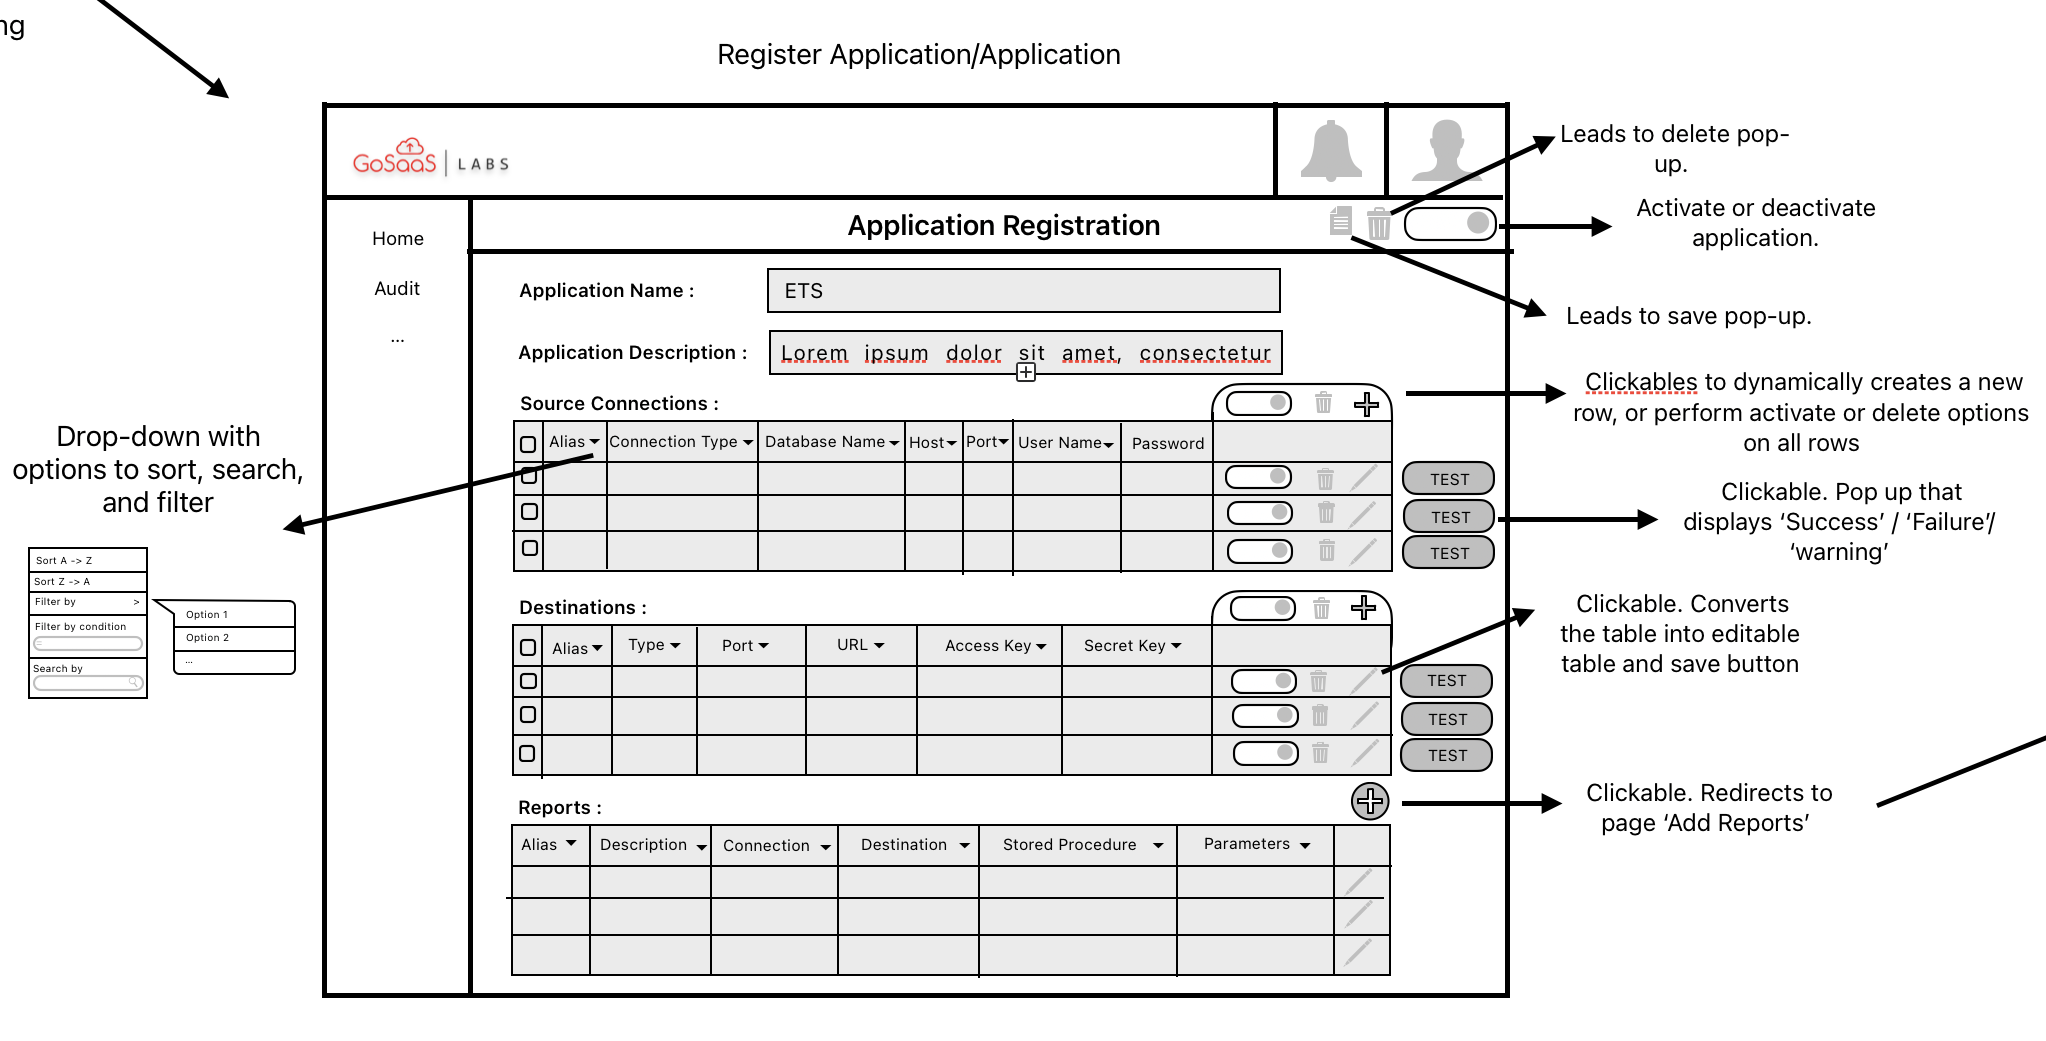 ng
Register Application/Application
GoSaaS | LABS
Leads to delete pop-
up.
Home
Audit
...
Application Registration
Activate or deactivate
application.
Application Name :
ETS
Leads to save pop-up.
Application Description :
Lorem ipsum dolor sit amet, consectetur
Source Connections :
Clickables to dynamically creates a new
row, or perform activate or delete options
on all rows
Alias Connection Type Database Name Host Port User Name Password
Drop-down with
options to sort, search,
and filter
TEST
TEST
TEST
Clickable. Pop up that
displays ‘Success’ / ‘Failure’/
‘warning’
Sort A -> Z
Sort Z -> A
Filter by >
Filter by condition
=
Search by
Option 1
Option 2
...
Destinations :
Alias Type Port URL Access Key Secret Key
Clickable. Converts
the table into editable
table and save button
TEST
TEST
TEST
Reports :
Clickable. Redirects to
page ‘Add Reports’
Alias Description Connection Destination Stored Procedure Parameters